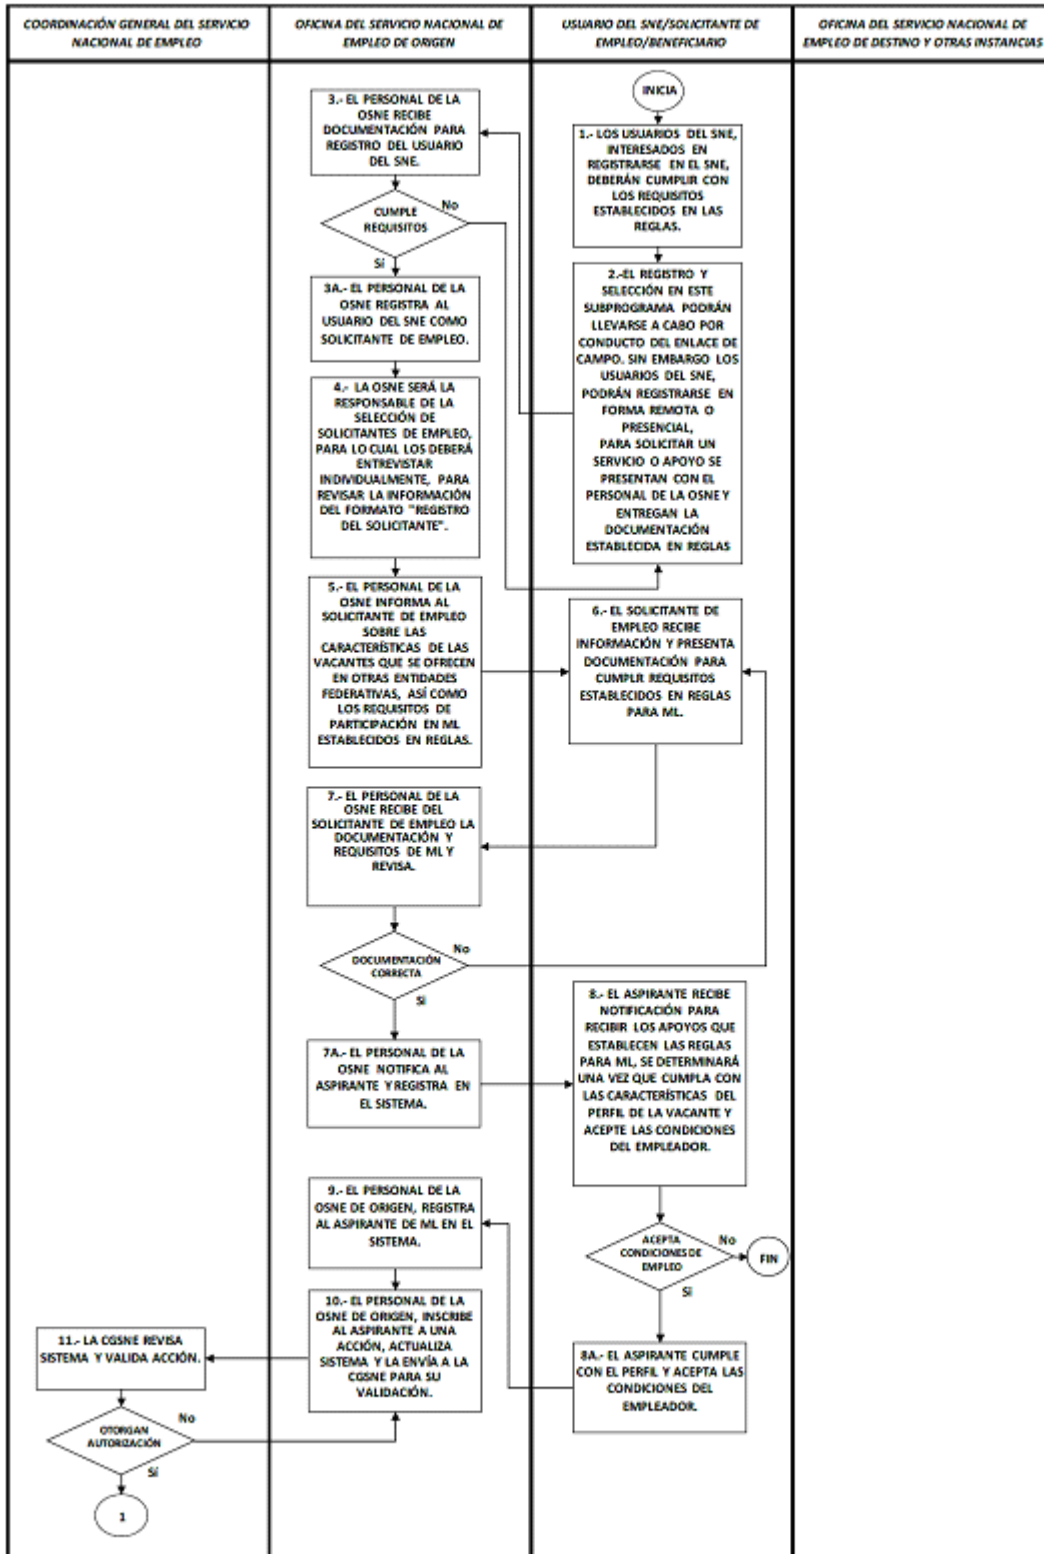 COORDINACIÓN GENERAL DEL SERVICIO
NACIONAL DE EMPLEO
OFICINA DEL SERVICIO NACIONAL DE
EMPLEO DE ORIGEN
USUARIO DEL SNE/SOLICITANTE DE
EMPLEO/BENEFICIARIO
OFICINA DEL SERVICIO NACIONAL DE
EMPLEO DE DESTINO Y OTRAS INSTANCIAS
INICIA
1.- LOS USUARIOS DEL SNE,
INTERESADOS EN
REGISTRARSE EN EL SNE,
DEBERÁN CUMPLIR CON
LOS REQUISITOS
ESTABLECIDOS EN LAS
REGLAS.
2.-EL REGISTRO Y
SELECCIÓN EN ESTE
SUBPROGRAMA PODRÁN
LLEVARSE A CABO POR
CONDUCTO DEL ENLACE DE
CAMPO. SIN EMBARGO LOS
USUARIOS DEL SNE,
PODRÁN REGISTRARSE EN
FORMA REMOTA O
PRESENCIAL,
PARA SOLICITAR UN
SERVICIO O APOYO SE
PRESENTAN CON EL
PERSONAL DE LA OSNE Y
ENTREGAN LA
DOCUMENTACIÓN
ESTABLECIDA EN REGLAS
3.- EL PERSONAL DE LA
OSNE RECIBE
DOCUMENTACIÓN PARA
REGISTRO DEL USUARIO
DEL SNE.
CUMPLE
REQUISITOS
No
Sí
3A.- EL PERSONAL DE LA
OSNE REGISTRA AL
USUARIO DEL SNE COMO
SOLICITANTE DE EMPLEO.
4.- LA OSNE SERÁ LA
RESPONSABLE DE LA
SELECCIÓN DE
SOLICITANTES DE EMPLEO,
PARA LO CUAL LOS DEBERÁ
ENTREVISTAR
INDIVIDUALMENTE, PARA
REVISAR LA INFORMACIÓN
DEL FORMATO "REGISTRO
DEL SOLICITANTE".
5.- EL PERSONAL DE LA
OSNE INFORMA AL
SOLICITANTE DE EMPLEO
SOBRE LAS
CARACTERÍSTICAS DE LAS
VACANTES QUE SE OFRECEN
EN OTRAS ENTIDADES
FEDERATIVAS, ASÍ COMO
LOS REQUISITOS DE
PARTICIPACIÓN EN ML
ESTABLECIDOS EN REGLAS.
6.- EL SOLICITANTE DE
EMPLEO RECIBE
INFORMACIÓN Y PRESENTA
DOCUMENTACIÓN PARA
CUMPLIR REQUISITOS
ESTABLECIDOS EN REGLAS
PARA ML.
7.- EL PERSONAL DE LA
OSNE RECIBE DEL
SOLICITANTE DE EMPLEO LA
DOCUMENTACIÓN Y
REQUISITOS DE ML Y
REVISA.
DOCUMENTACIÓN
CORRECTA
No
Si
7A.- EL PERSONAL DE LA
OSNE NOTIFICA AL
ASPIRANTE Y REGISTRA EN
EL SISTEMA.
8.- EL ASPIRANTE RECIBE
NOTIFICACIÓN PARA
RECIBIR LOS APOYOS QUE
ESTABLECEN LAS REGLAS
PARA ML, SE DETERMINARÁ
UNA VEZ QUE CUMPLA CON
LAS CARACTERÍSTICAS DEL
PERFIL DE LA VACANTE Y
ACEPTE LAS CONDICIONES
DEL EMPLEADOR.
ACEPTA
CONDICIONES DE
EMPLEO
No
FIN
Si
8A.- EL ASPIRANTE CUMPLE
CON EL PERFIL Y ACEPTA LAS
CONDICIONES DEL
EMPLEADOR.
9.- EL PERSONAL DE LA
OSNE DE ORIGEN, REGISTRA
AL ASPIRANTE DE ML EN EL
SISTEMA.
10.- EL PERSONAL DE LA
OSNE DE ORIGEN, INSCRIBE
AL ASPIRANTE A UNA
ACCIÓN, ACTUALIZA
SISTEMA Y LA ENVÍA A LA
CGSNE PARA SU
VALIDACIÓN.
11.- LA CGSNE REVISA
SISTEMA Y VALIDA ACCIÓN.
OTORGAN
AUTORIZACIÓN
No
Sí
1